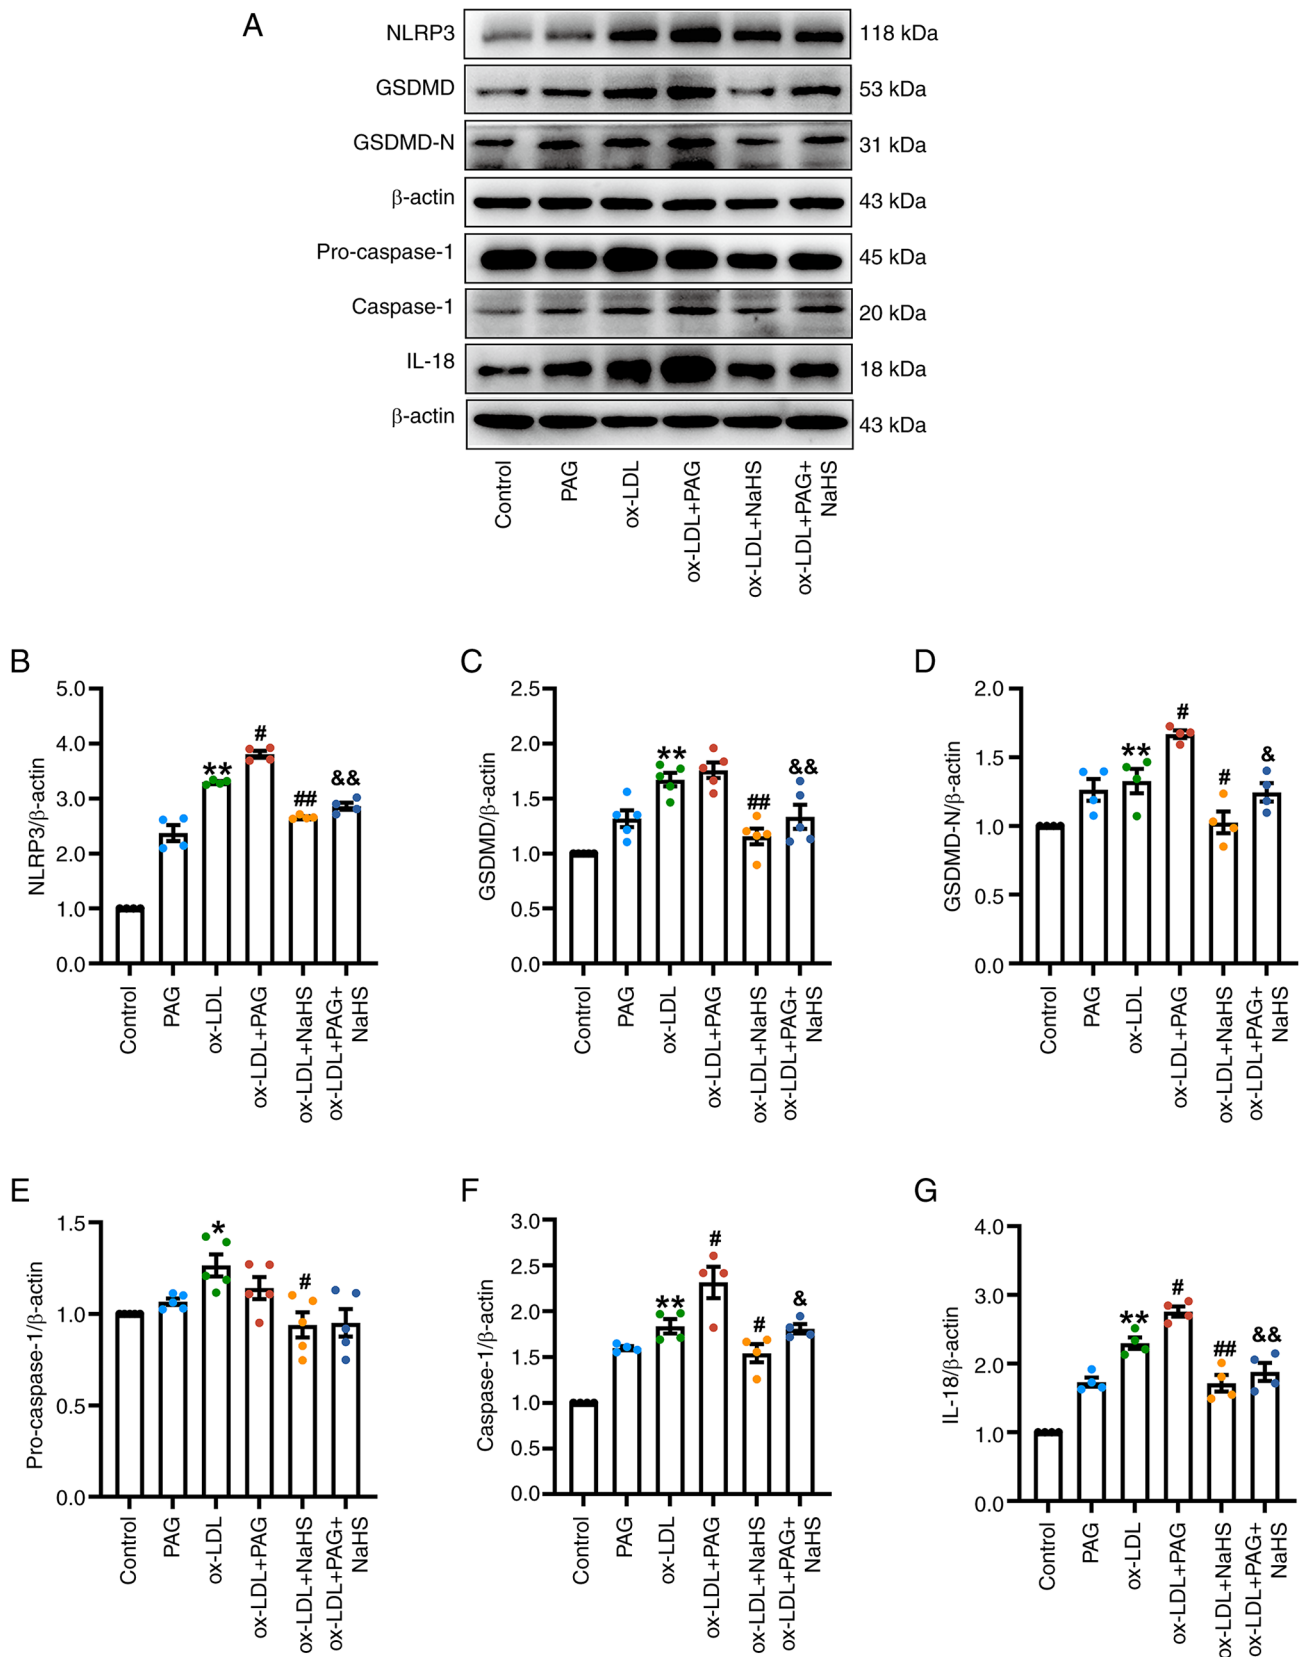 A
NLRP3 118 kDa
GSDMD 53 kDa
GSDMD-N 31 kDa
β-actin 43 kDa
Pro-caspase-1 45 kDa
Caspase-1 20 kDa
IL-18 18 kDa
β-actin 43 kDa
Control
PAG
ox-LDL
ox-LDL+PAG
ox-LDL+NaHS
ox-LDL+PAG+
NaHS
B
NLRP3/β-actin
5.0
4.0
3.0
2.0
1.0
0.0
**
#
##
&&
Control
PAG
ox-LDL
ox-LDL+PAG
ox-LDL+NaHS
ox-LDL+PAG+
NaHS
C
GSDMD/β-actin
2.5
2.0
1.5
1.0
0.5
0.0
**
##
&&
Control
PAG
ox-LDL
ox-LDL+PAG
ox-LDL+NaHS
ox-LDL+PAG+
NaHS
D
GSDMD-N/β-actin
2.0
1.5
1.0
0.5
0.0
**
#
#
&
Control
PAG
ox-LDL
ox-LDL+PAG
ox-LDL+NaHS
ox-LDL+PAG+
NaHS
E
Pro-caspase-1/β-actin
1.5
1.0
0.5
0.0
*
#
Control
PAG
ox-LDL
ox-LDL+PAG
ox-LDL+NaHS
ox-LDL+PAG+
NaHS
F
Caspase-1/β-actin
3.0
2.5
2.0
1.5
1.0
0.5
0.0
**
#
#
&
Control
PAG
ox-LDL
ox-LDL+PAG
ox-LDL+NaHS
ox-LDL+PAG+
NaHS
G
IL-18/β-actin
4.0
3.0
2.0
1.0
0.0
**
#
##
&&
Control
PAG
ox-LDL
ox-LDL+PAG
ox-LDL+NaHS
ox-LDL+PAG+
NaHS